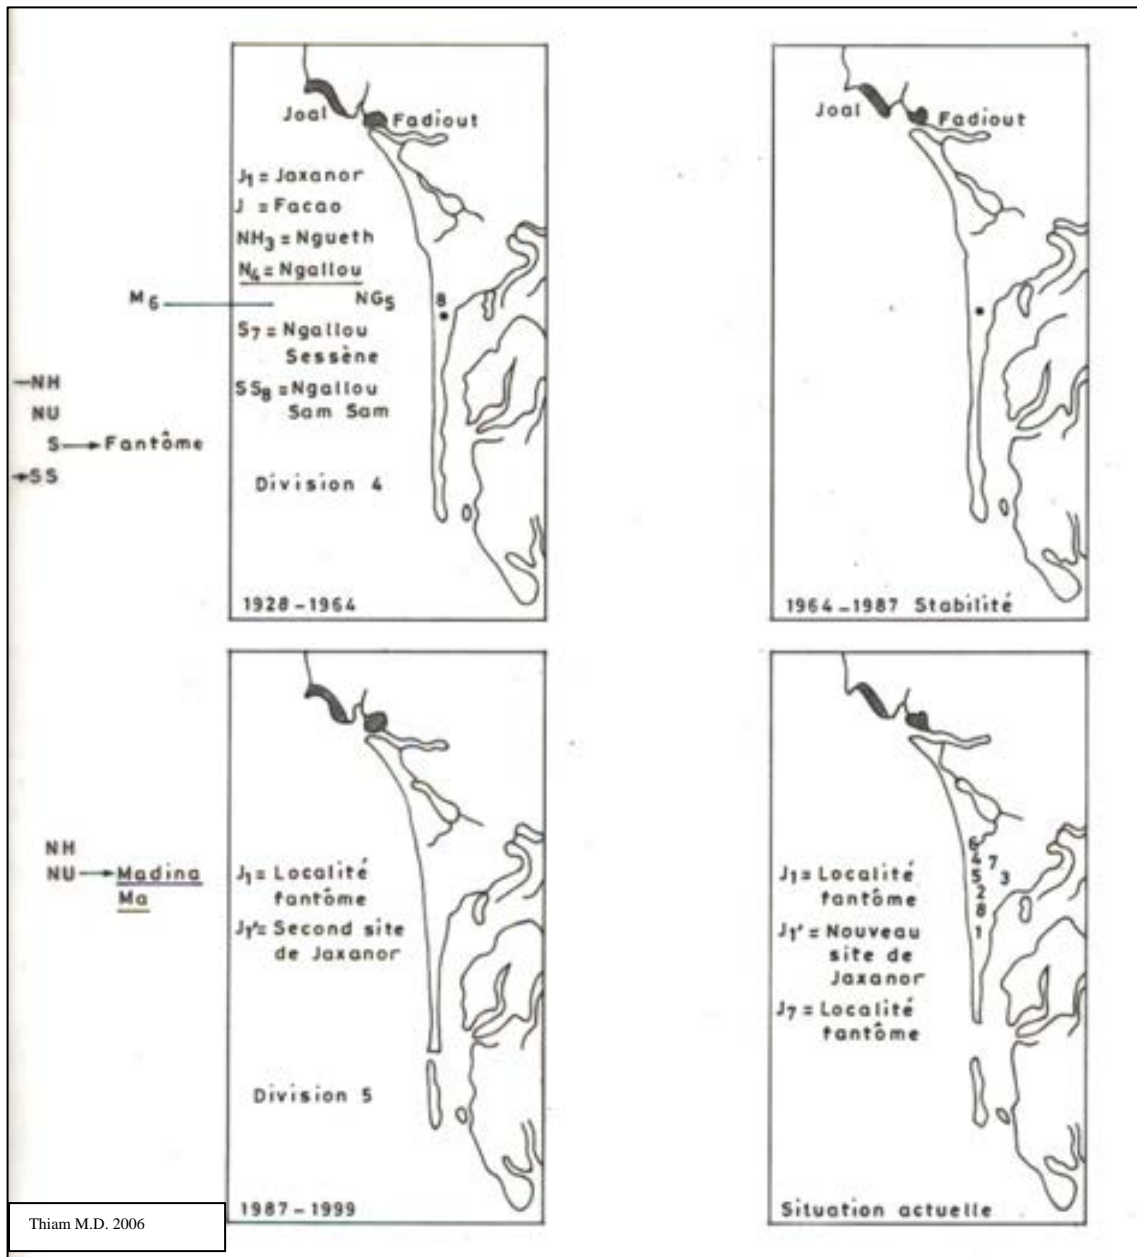 Joal
Fadiout
J1 = Jaxanor
J = Facao
NH3 = Ngueth
N4 = Ngallou
M6
NG5
8
S7 = Ngallou
Sessène
SS8 = Ngallou
Sam Sam
NH
NU
S → Fantôme
SS
Division 4
1928-1964
Joal
Fadiout
1964-1987 Stabilité
NH
NU → Madina
Ma
J1 = Localité
fantôme
J1' = Second site
de Jaxanor
Division 5
1987-1999
6
4
7
5
3
2
8
1
J1 = Localité
fantôme
J1' = Nouveau
site de
Jaxanor
J7 = Localité
fantôme
Situation actuelle
Thiam M.D. 2006